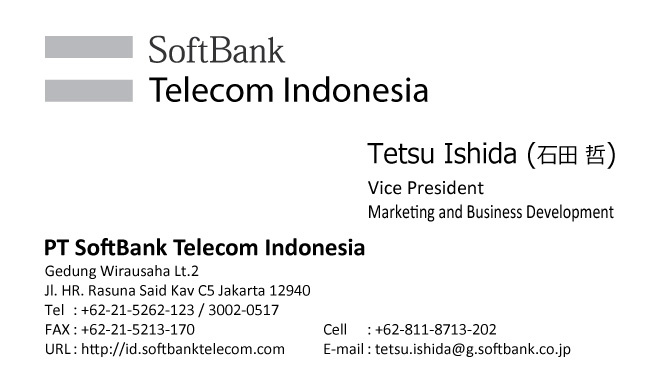 SoftBank
Telecom Indonesia
Tetsu Ishida (石田 哲)
Vice President
Marketing and Business Development
PT SoftBank Telecom Indonesia
Gedung Wirausaha Lt.2
Jl. HR. Rasuna Said Kav C5 Jakarta 12940
Tel : +62-21-5262-123 / 3002-0517
FAX : +62-21-5213-170 Cell : +62-811-8713-202
URL : http://id.softbanktelecom.com E-mail : tetsu.ishida@g.softbank.co.jp